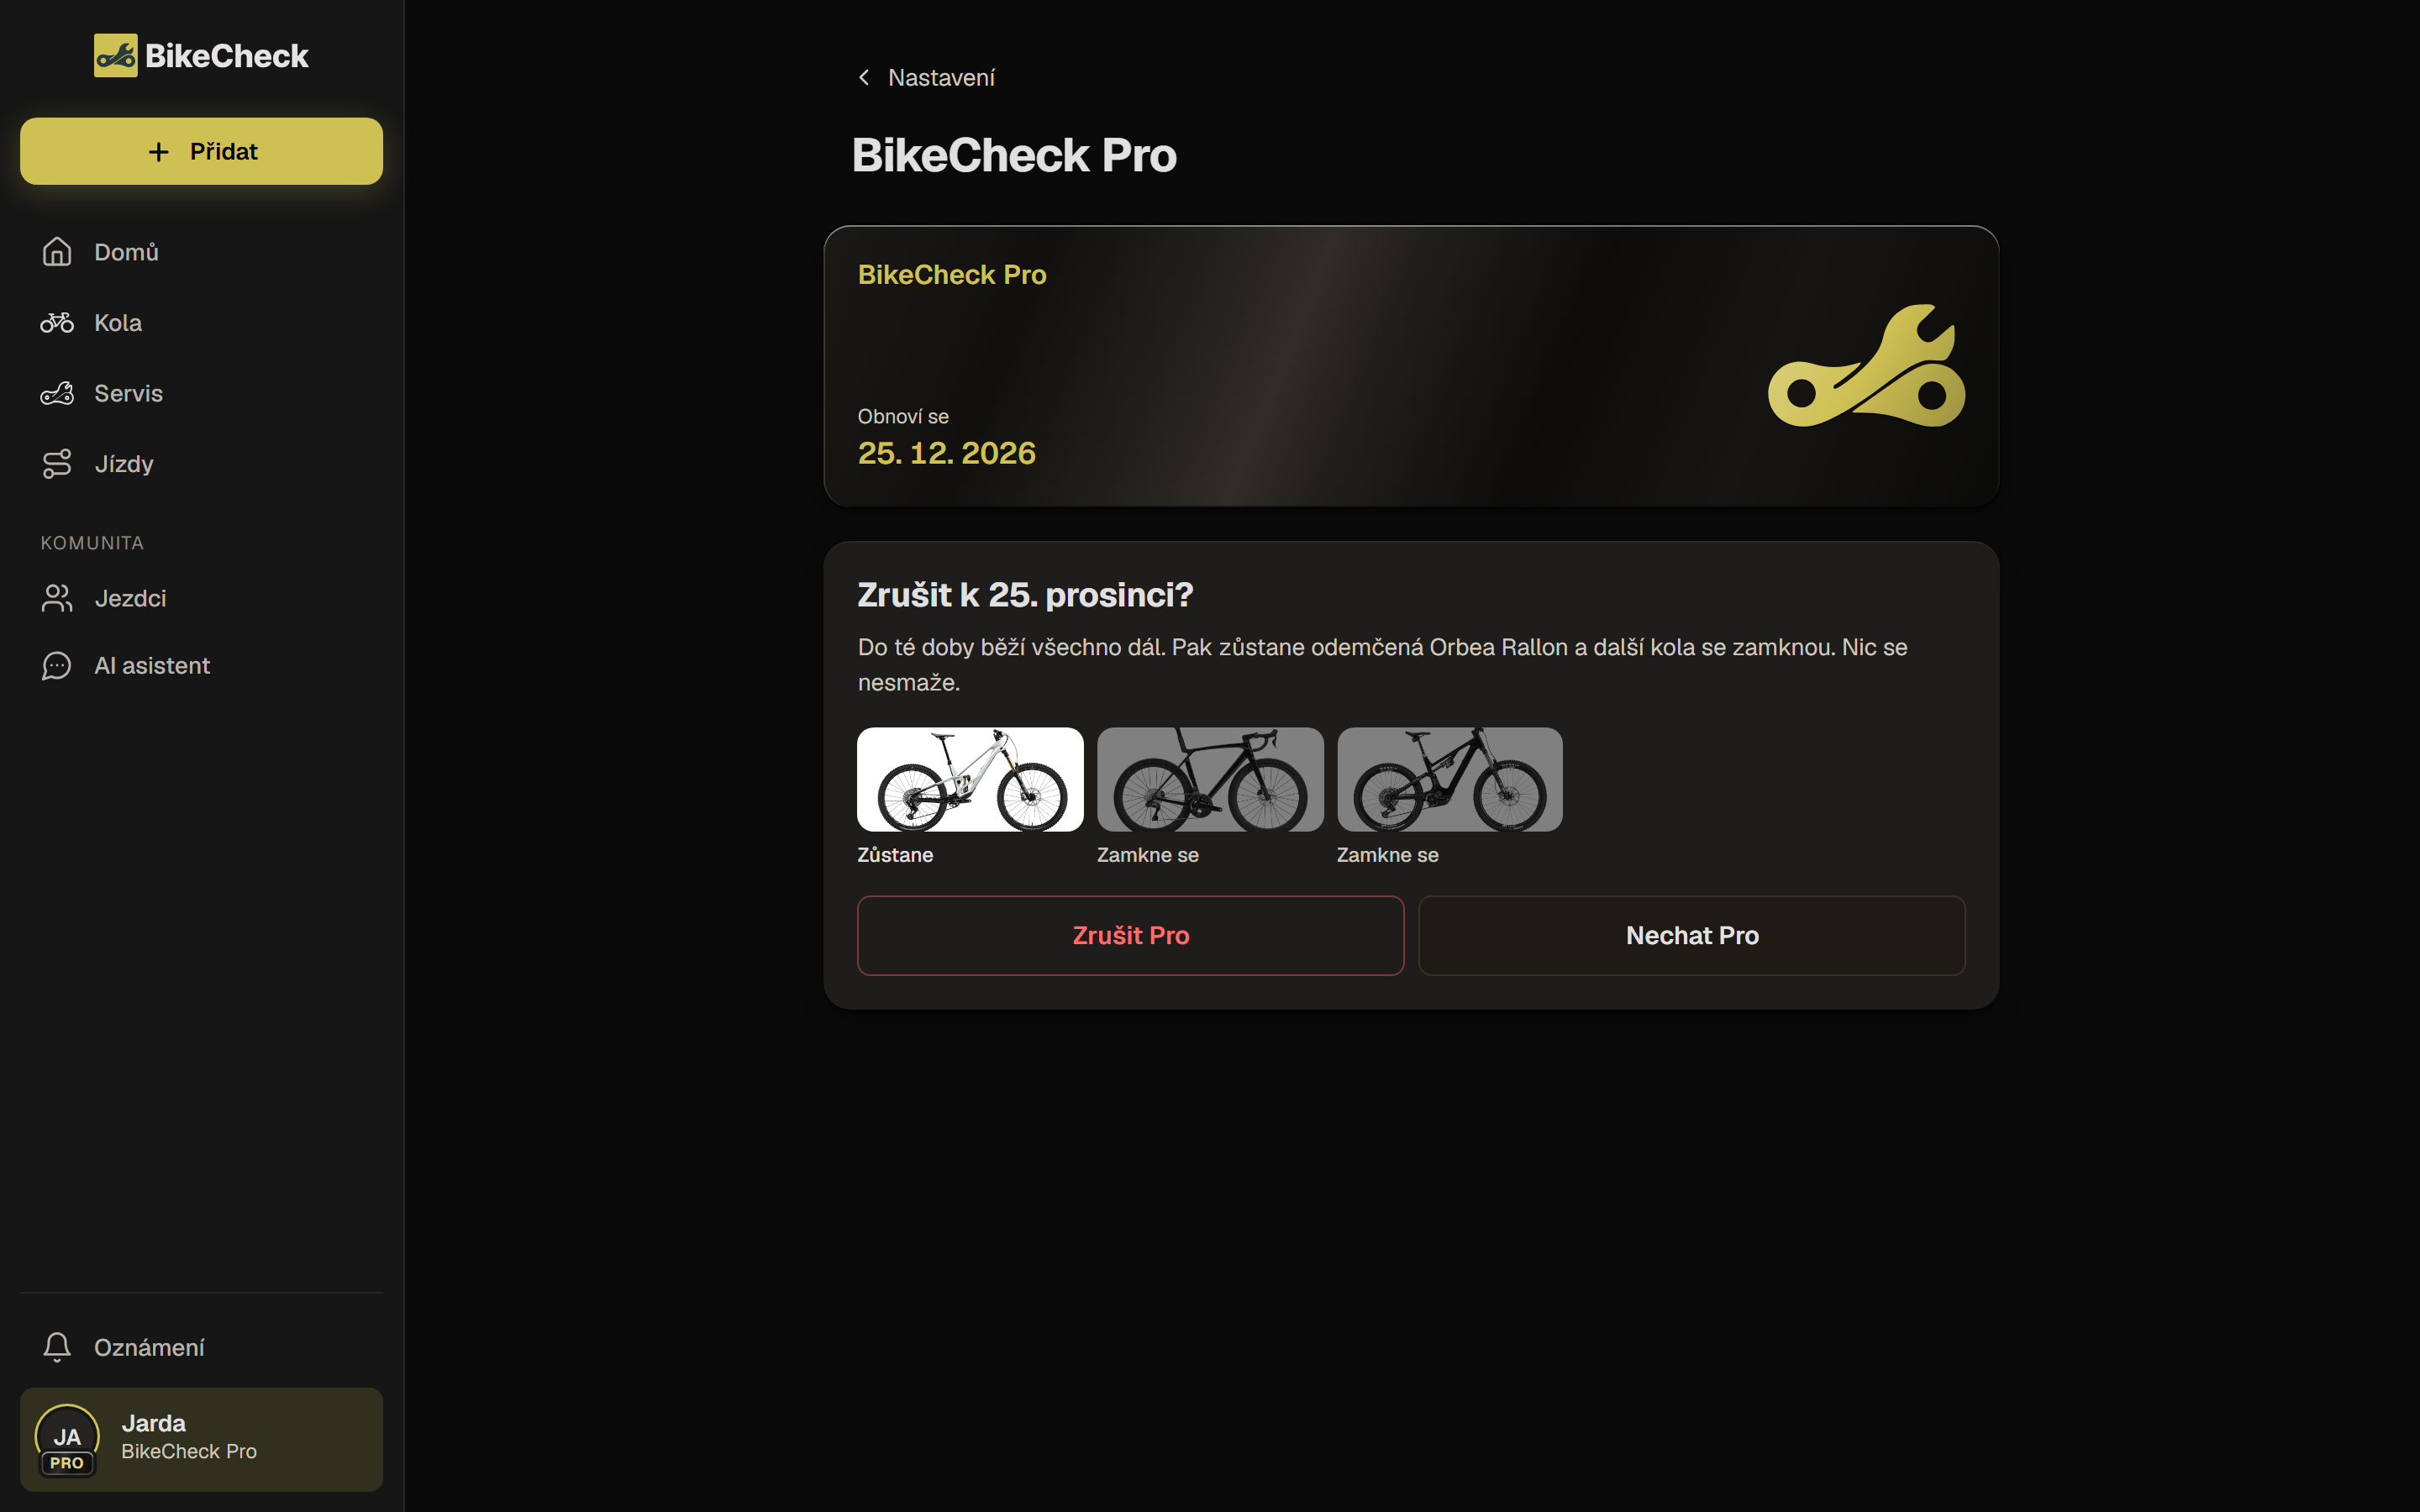 BikeCheck
Přidat
Domů
Kola
Servis
Jízdy
KOMUNITA
Jezdci
AI asistent
Oznámení
JA
PRO
Jarda
BikeCheck Pro
Nastavení
BikeCheck Pro
BikeCheck Pro
Obnoví se
25. 12. 2026
Zrušit k 25. prosinci?
Do té doby běží všechno dál. Pak zůstane odemčená Orbea Rallon a další kola se zamknou. Nic se
nesmaže.
Zůstane
Zamkne se
Zamkne se
Zrušit Pro
Nechat Pro